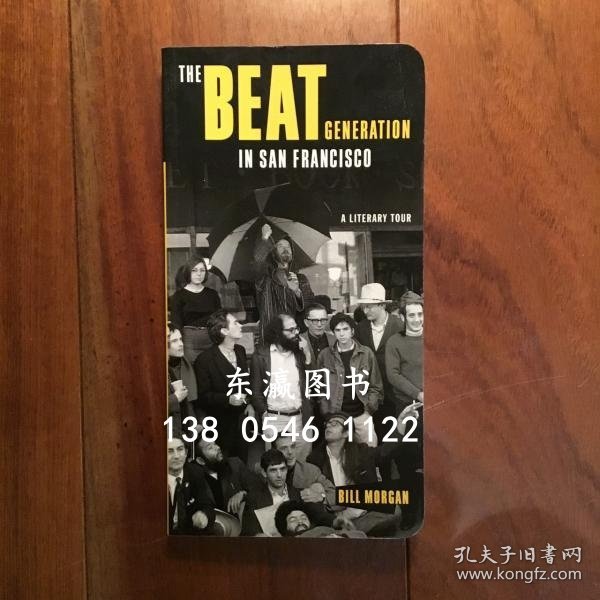 THE
BEAT
GENERATION
IN SAN FRANCISCO
A LITERARY TOUR
东瀛图书
138 0546 1122
BILL MORGAN
孔夫子旧书网
www.kongfz.com